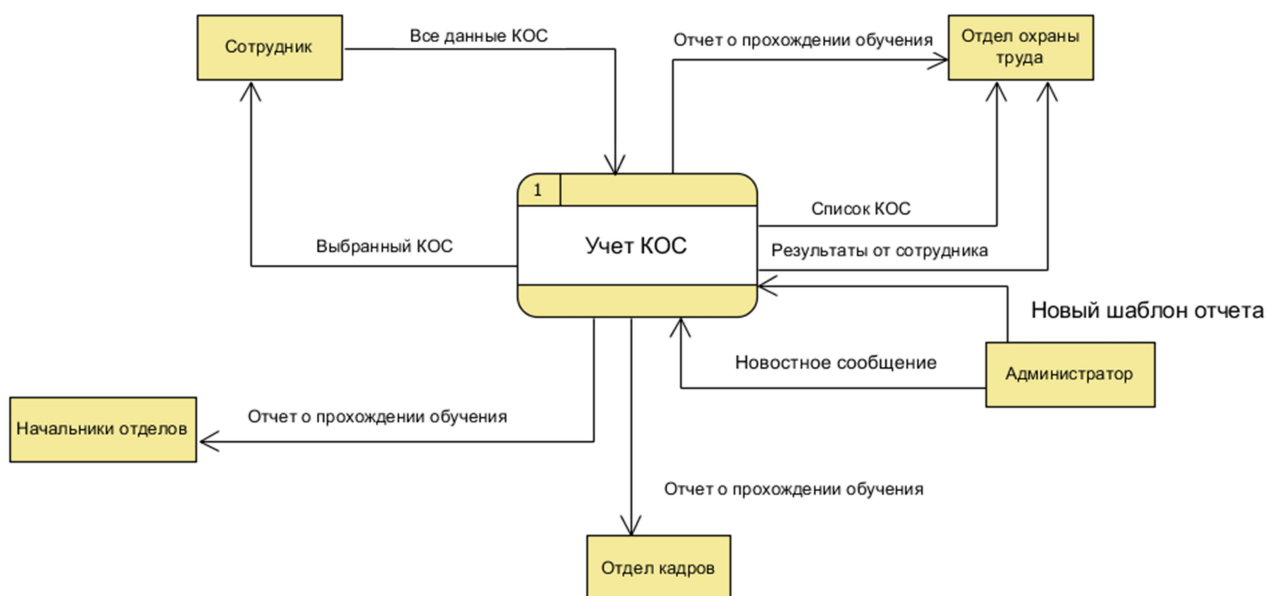 Сотрудник
Все данные КОС
Отчет о прохождении обучения
Отдел охраны
труда
1
Учет КОС
Список КОС
Выбранный КОС
Результаты от сотрудника
Новый шаблон отчета
Новостное сообщение
Администратор
Начальники отделов
Отчет о прохождении обучения
Отчет о прохождении обучения
Отдел кадров